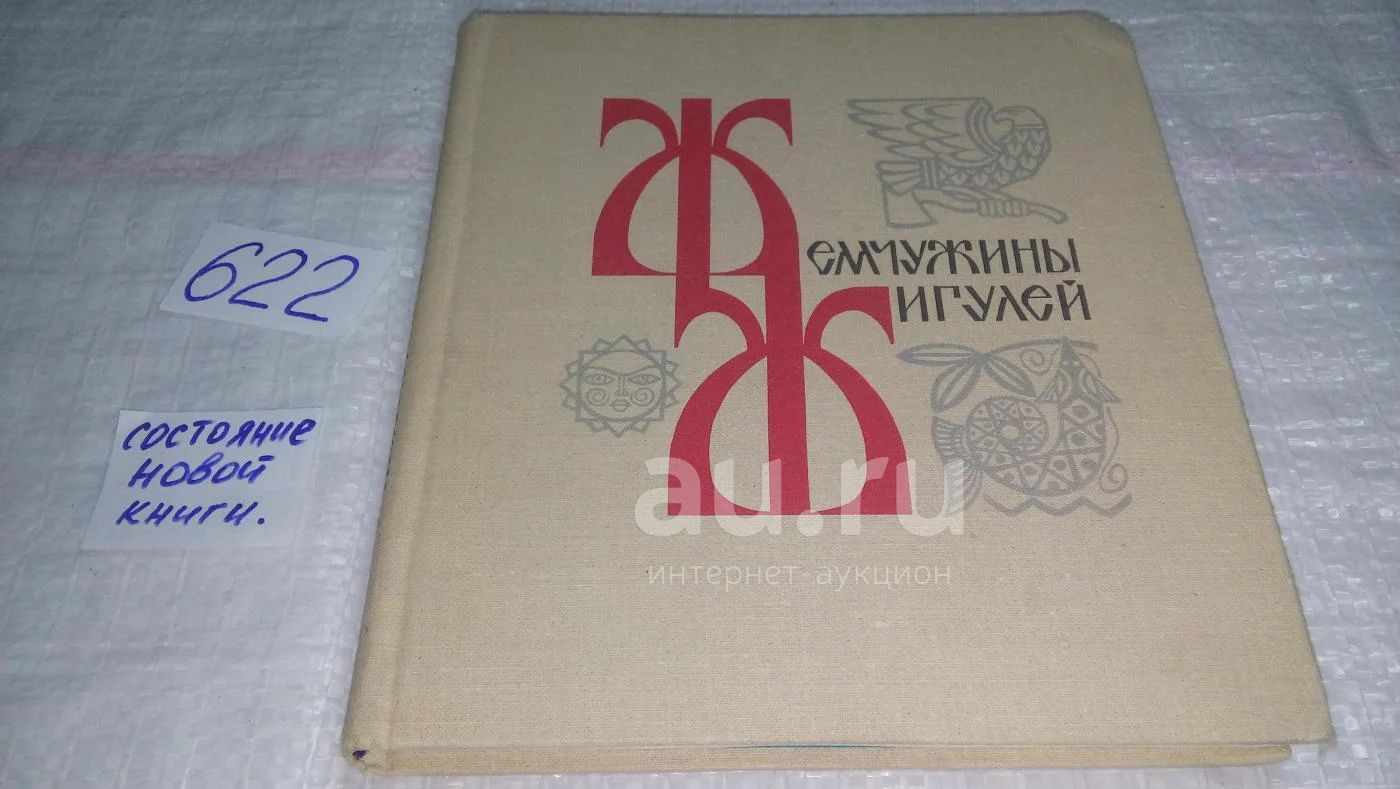 Жемчужины
Жигулей
622
состояние
новой
книги.
au.ru
интернет-аукцион